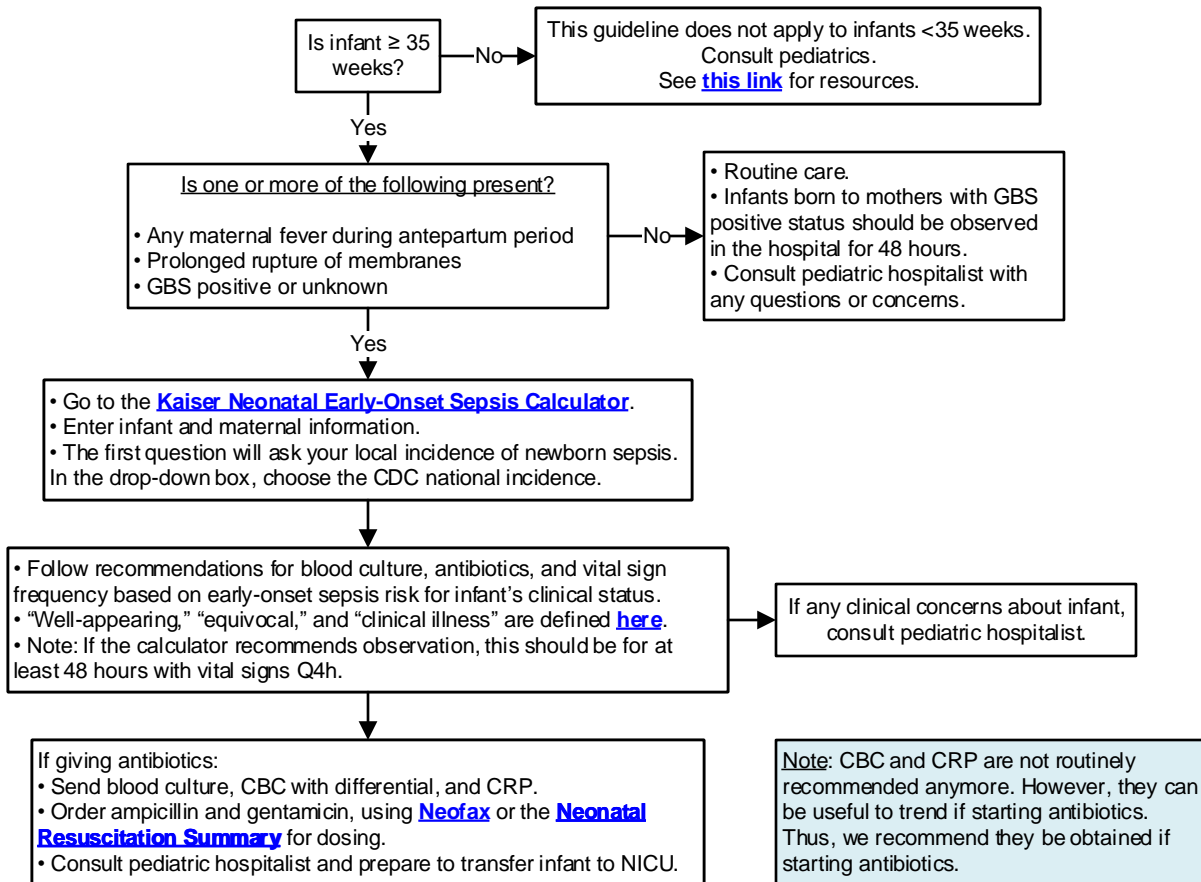 Is infant ≥ 35
weeks?
No
This guideline does not apply to infants <35 weeks.
Consult pediatrics.
See this link for resources.
Yes
Is one or more of the following present?
• Any maternal fever during antepartum period
• Prolonged rupture of membranes
• GBS positive or unknown
No
• Routine care.
• Infants born to mothers with GBS
positive status should be observed
in the hospital for 48 hours.
• Consult pediatric hospitalist with
any questions or concerns.
Yes
• Go to the Kaiser Neonatal Early-Onset Sepsis Calculator.
• Enter infant and maternal information.
• The first question will ask your local incidence of newborn sepsis.
In the drop-down box, choose the CDC national incidence.
• Follow recommendations for blood culture, antibiotics, and vital sign
frequency based on early-onset sepsis risk for infant’s clinical status.
• “Well-appearing,” “equivocal,” and “clinical illness” are defined here.
• Note: If the calculator recommends observation, this should be for at
least 48 hours with vital signs Q4h.
If any clinical concerns about infant,
consult pediatric hospitalist.
If giving antibiotics:
• Send blood culture, CBC with differential, and CRP.
• Order ampicillin and gentamicin, using Neofax or the Neonatal
Resuscitation Summary for dosing.
• Consult pediatric hospitalist and prepare to transfer infant to NICU.
Note: CBC and CRP are not routinely
recommended anymore. However, they can
be useful to trend if starting antibiotics.
Thus, we recommend they be obtained if
starting antibiotics.